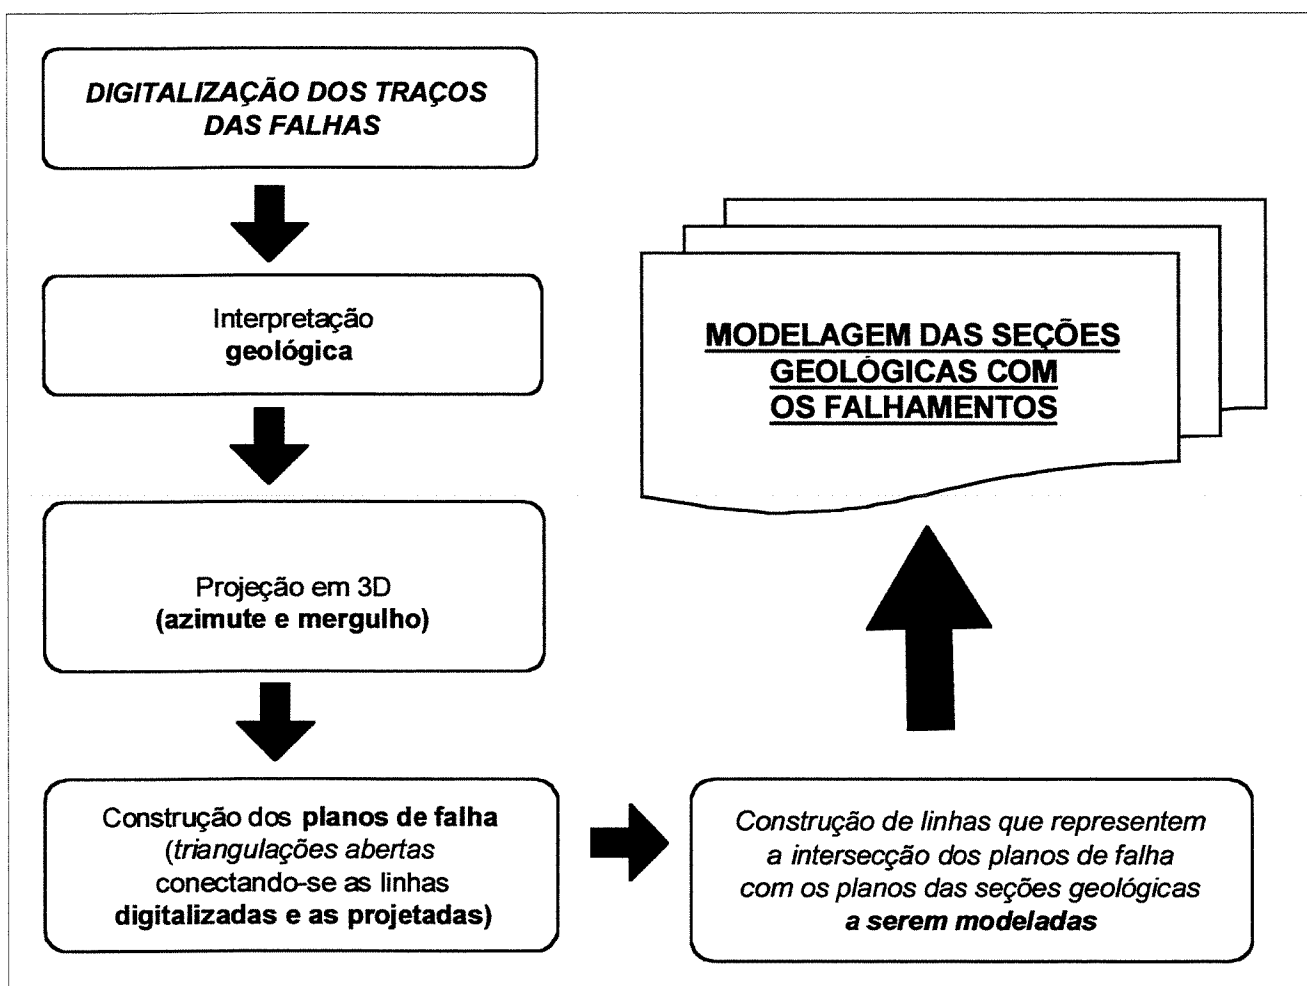 DIGITALIZAÇÃO DOS TRAÇOS
DAS FALHAS
Interpretação
geológica
Projeção em 3D
(azimute e mergulho)
Construção dos planos de falha
(triangulações abertas
conectando-se as linhas
digitalizadas e as projetadas)
Construção de linhas que representem
a intersecção dos planos de falha
com os planos das seções geológicas
a serem modeladas
MODELAGEM DAS SEÇÕES
GEOLÓGICAS COM
OS FALHAMENTOS